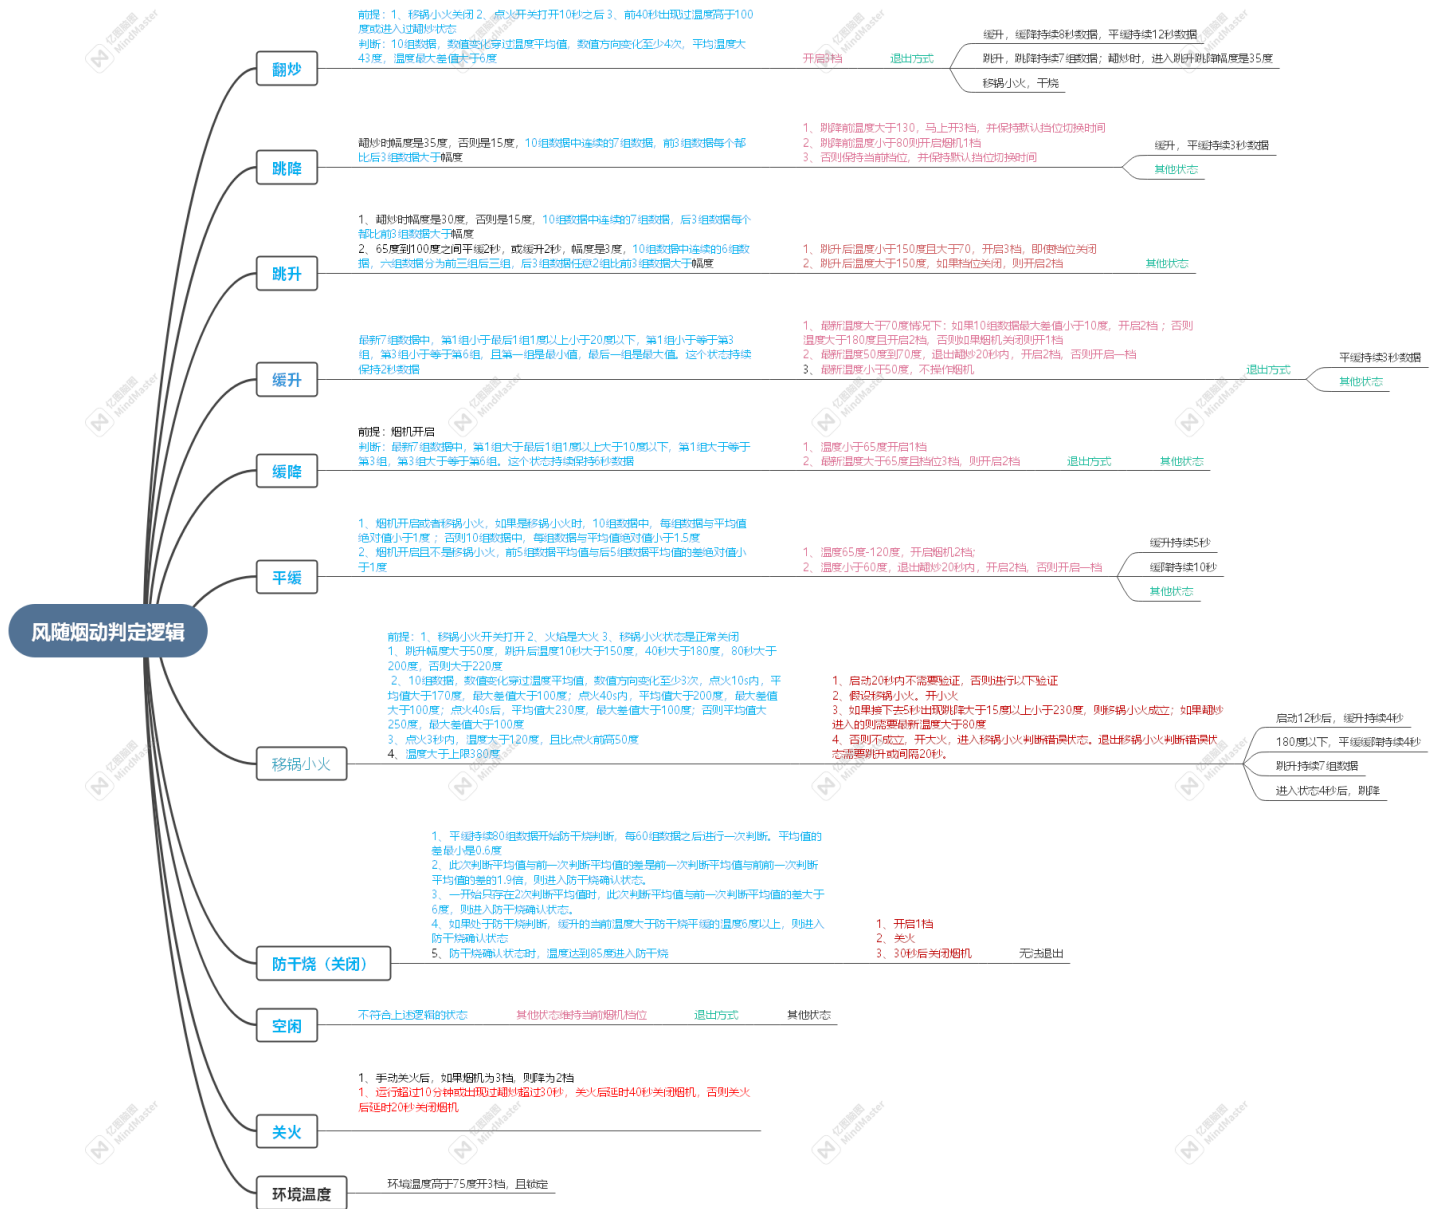 风随烟动判定逻辑
翻炒
前提：1、移锅小火关闭 2、点火开关打开10秒之后 3、前40秒出现过温度高于100
度或进入过翻炒状态
判断：10组数据，数值变化穿过温度平均值，数值方向变化至少4次，平均温度大
43度，温度最大差值大于6度
开启3档
退出方式
缓升，缓降持续8秒数据，平缓持续12秒数据
跳升，跳降持续7组数据；翻炒时，进入跳升跳降幅度是35度
移锅小火，干烧
跳降
翻炒时幅度是35度，否则是15度，10组数据中连续的7组数据，前3组数据每个都
比后3组数据大于幅度
1、跳降前温度大于130，马上开3档，并保持默认挡位切换时间
2、跳降前温度小于80则开启烟机1档
3、否则保持当前档位，并保持默认挡位切换时间
缓升，平缓持续3秒数据
其他状态
跳升
1、翻炒时幅度是30度，否则是15度，10组数据中连续的7组数据，后3组数据每个
都比前3组数据大于幅度
2、65度到100度之间平缓2秒，或缓升2秒，幅度是3度，10组数据中连续的6组数
据，六组数据分为前三组后三组，后3组数据任意2组比前3组数据大于幅度
1、跳升后温度小于150度且大于70，开启3档，即使档位关闭
2、跳升后温度大于150度，如果档位关闭，则开启2档
其他状态
缓升
最新7组数据中，第1组小于最后1组1度以上小于20度以下，第1组小于等于第3
组，第3组小于等于第6组，且第一组是最小值，最后一组是最大值。这个状态持续
保持2秒数据
1、最新温度大于70度情况下：如果10组数据最大差值小于10度，开启2档 ；否则
温度大于180度且开启2档，否则如果烟机关闭则开1档
2、最新温度50度到70度，退出翻炒20秒内，开启2档，否则开启一档
3、最新温度小于50度，不操作烟机
退出方式
平缓持续3秒数据
其他状态
缓降
前提：烟机开启
判断：最新7组数据中，第1组大于最后1组1度以上大于10度以下，第1组大于等于
第3组，第3组大于等于第6组。这个状态持续保持6秒数据
1、温度小于65度开启1档
2、最新温度大于65度且档位3档，则开启2档
退出方式
其他状态
平缓
1、烟机开启或者移锅小火，如果是移锅小火时，10组数据中，每组数据与平均值
绝对值小于1度 ；否则10组数据中，每组数据与平均值绝对值小于1.5度
2、烟机开启且不是移锅小火，前5组数据平均值与后5组数据平均值的差绝对值小
于1度
1、温度65度-120度，开启烟机2档；
2、温度小于60度，退出翻炒20秒内，开启2档，否则开启一档
缓升持续5秒
缓降持续10秒
其他状态
移锅小火
前提：1、移锅小火开关打开 2、火焰是大火 3、移锅小火状态是正常关闭
1、跳升幅度大于50度，跳升后温度10秒大于150度，40秒大于180度，80秒大于
200度，否则大于220度
2、10组数据，数值变化穿过温度平均值、数值方向变化至少3次，点火10s内，平
均值大于170度，最大差值大于100度；点火40s内，平均值大于200度，最大差值
大于100度；点火40s后，平均值大230度，最大差值大于100度；否则平均值大
250度，最大差值大于100度
3、点火3秒内，温度大于120度，且比点火前高50度
4、温度大于上限380度
1、启动20秒内不需要验证，否则进行以下验证
2、假设移锅小火。开小火
3、如果接下去5秒出现跳降大于15度以上小于230度，则移锅小火成立；如果翻炒
进入的则需要最新温度大于80度
4、否则不成立，开大火，进入移锅小火判断错误状态。退出移锅小火判断错误状
态需要跳升或间隔20秒。
启动12秒后，缓升持续4秒
180度以下，平缓缓降持续4秒
跳升持续7组数据
进入状态4秒后，跳降
防干烧（关闭）
1、平缓持续80组数据开始防干烧判断，每60组数据之后进行一次判断。平均值的
差最小是0.6度
2、此次判断平均值与前一次判断平均值的差是前一次判断平均值与前前一次判断
平均值的差的1.9倍，则进入防干烧确认状态。
3、一开始只存在2次判断平均值时，此次判断平均值与前一次判断平均值的差大于
6度，则进入防干烧确认状态。
4、如果处于防干烧判断，缓升的当前温度大于防干烧平缓的温度6度以上，则进入
防干烧确认状态
5、防干烧确认状态时，温度达到85度进入防干烧
1、开启1档
2、关火
3、30秒后关闭烟机
无法退出
空闲
不符合上述逻辑的状态
其他状态维持当前烟机档位
退出方式
其他状态
关火
1、手动关火后，如果烟机为3档，则降为2档
1、运行超过10分钟或出现过翻炒超过30秒，关火后延时40秒关闭烟机，否则关火
后延时20秒关闭烟机
环境温度
环境温度高于75度开3档，且锁定